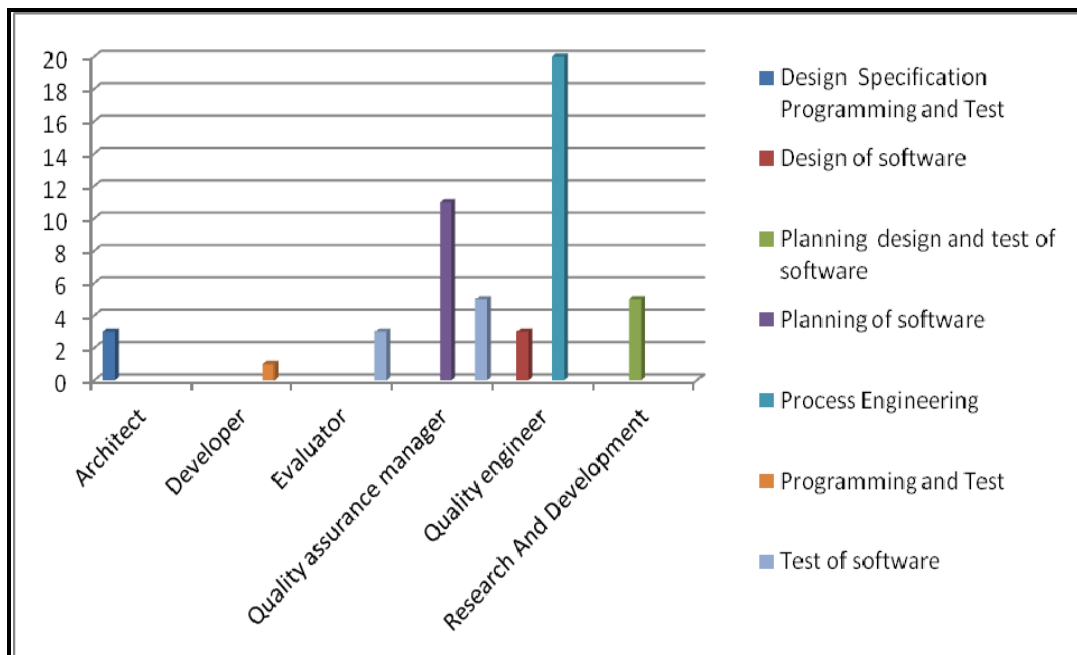 20
18
16
14
12
10
8
6
4
2
0
Architect
Developer
Evaluator
Quality assurance manager
Quality engineer
Research And Development
Design Specification
Programming and Test
Design of software
Planning design and test of
software
Planning of software
Process Engineering
Programming and Test
Test of software